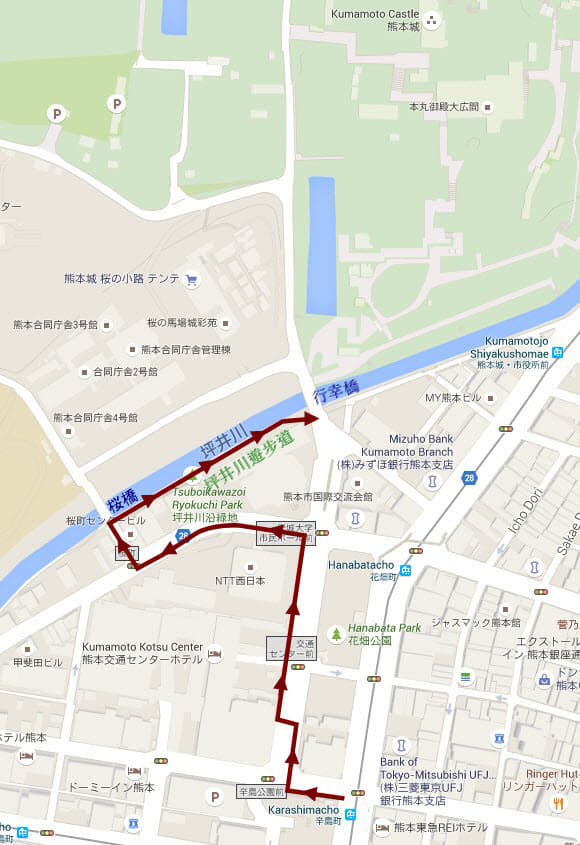 Kumamoto Castle
熊本城
P
P
本丸御殿大広間
ター
熊本城 桜の小路 テンテ
桜の馬場城彩苑
熊本合同庁舎3号館
熊本合同庁舎管理棟
合同庁舎2号館
熊本合同庁舎4号館
Kumamotojo
Shiyakushomae
熊本城・市役所前
行幸橋
MY熊本ビル
坪井川
坪井川遊歩道
Mizuho Bank
Kumamoto Branch
(株)みずほ銀行熊本支店
28
桜橋
Tsuboikawazoi
Ryokuchi Park
坪井川沿緑地
熊本市国際交流会館
Icho Dori
Sakae D
桜町センタービル
28
城大学
市民ホール前
NTT西日本
Hanabatacho
花畑町
ジャスマック熊本館
Hanabata Park
花畑公園
菅乃
エクストール
イン 熊本銀座通
Kumamoto Kotsu Center
熊本交通センターホテル
甲斐田ビル
交通
センター前
ドン
ホテル熊本
ドーミーイン熊本
Bank of
Tokyo-Mitsubishi UFJ...
(株)三菱東京UFJ
銀行熊本支店
Ringer Hut-
リンガーハット
辛島公園前
P
Karashimacho
辛島町
熊本東急REIホテル
cho
町